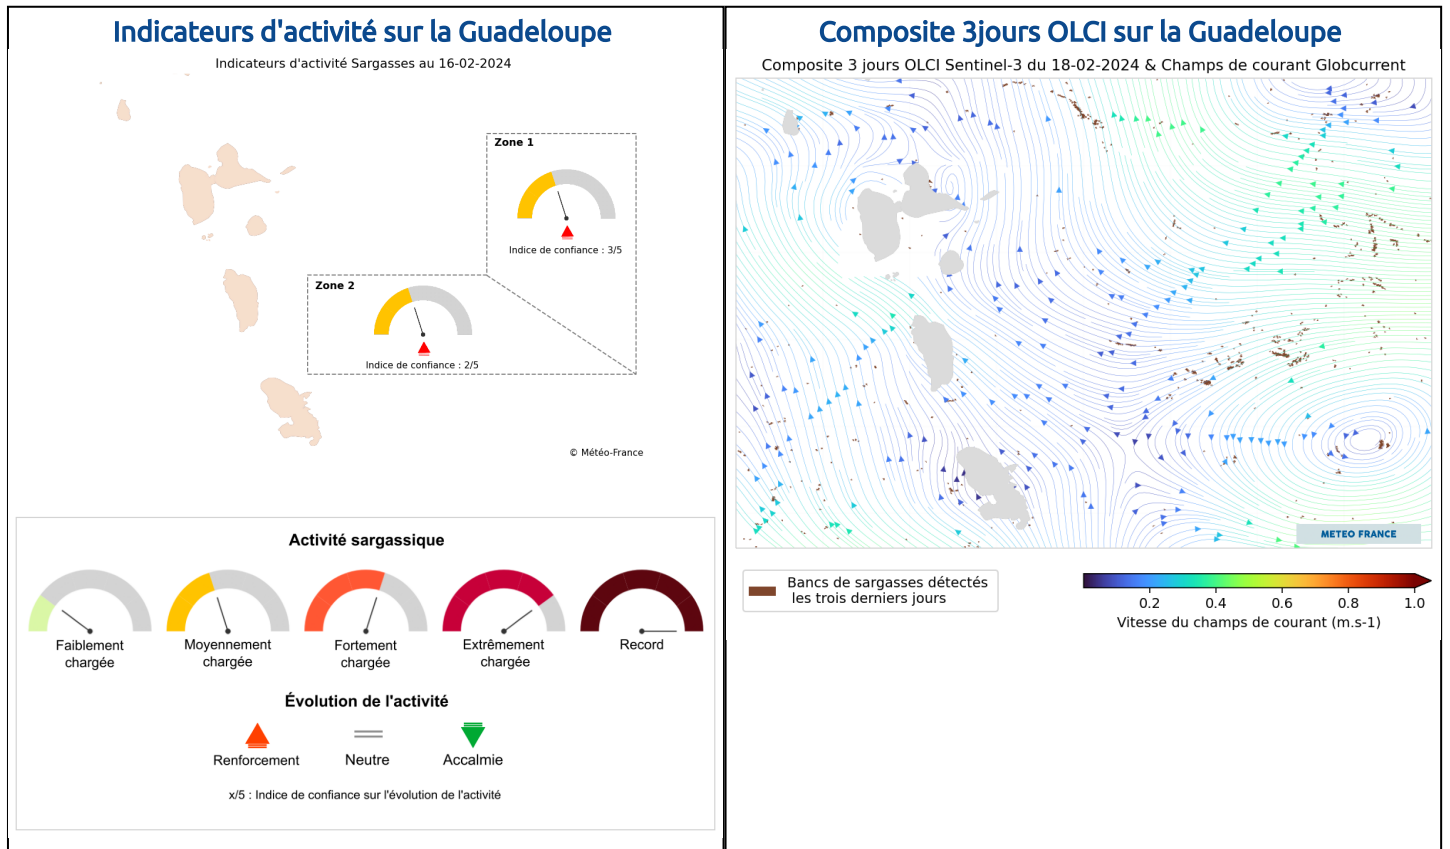 Indicateurs d'activité sur la Guadeloupe
Indicateurs d'activité Sargasses au 16-02-2024
Zone 1
Indice de confiance : 3/5
Zone 2
Indice de confiance : 2/5
© Météo-France
Activité sargassique
Faiblement
chargée
Moyennement
chargée
Fortement
chargée
Extrêmement
chargée
Record
Évolution de l'activité
Renforcement
Neutre
Accalmie
x/5 : Indice de confiance sur l'évolution de l'activité
Composite 3jours OLCI sur la Guadeloupe
Composite 3 jours OLCI Sentinel-3 du 18-02-2024 & Champs de courant Globcurrent
METEO FRANCE
Bancs de sargasses détectés
les trois derniers jours
0.2 0.4 0.6 0.8 1.0
Vitesse du champs de courant (m.s-1)